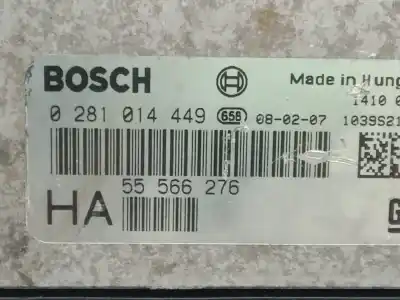 BOSCH Made in Hung
1410
0 281 014 449 658 08-02-07 1039S21
55 566 276
HA